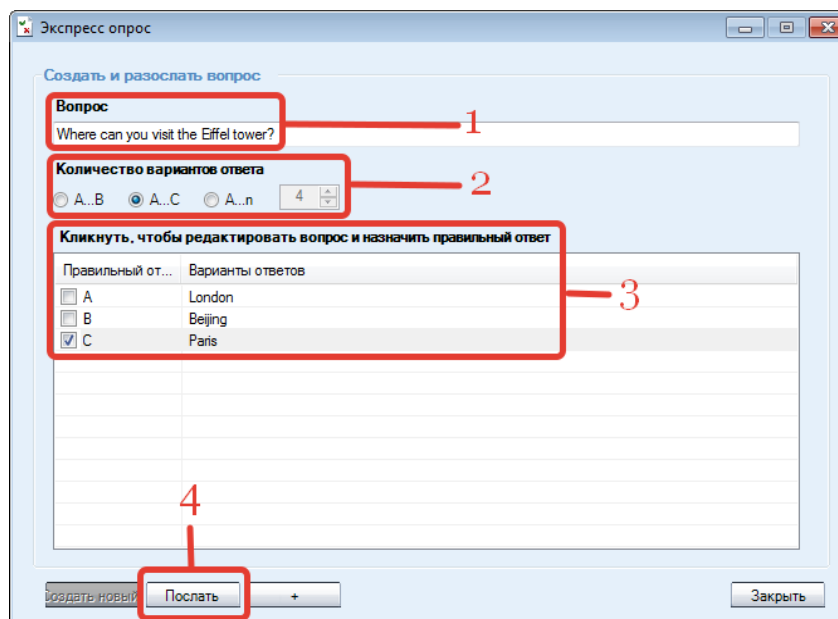 Экспресс опрос
Создать и разослать вопрос
Вопрос
Where can you visit the Eiffel tower?
1
Количество вариантов ответа
A...B A...C A...n 4
2
Кликнуть, чтобы редактировать вопрос и назначить правильный ответ
Правильный от... Варианты ответов
A London
B Beijing
C Paris
3
4
Создать новый Послать + Закрыть